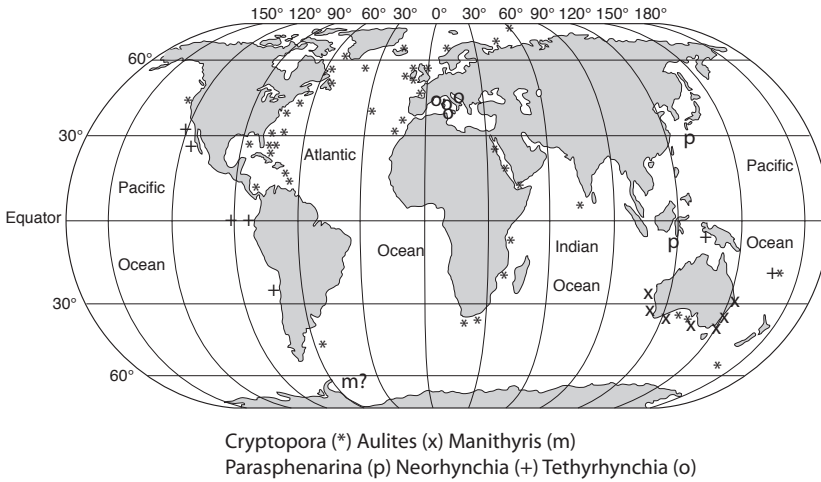 150° 120° 90° 60° 30° 0° 30° 60° 90° 120° 150° 180°
60°
30°
Atlantic
Pacific
Pacific
Equator
Ocean
Indian
Ocean
Ocean
Ocean
30°
60°
m?
Cryptopora (*) Aulites (x) Manithyris (m)
Parasphenarina (p) Neorhynchia (+) Tethyrhynchia (o)